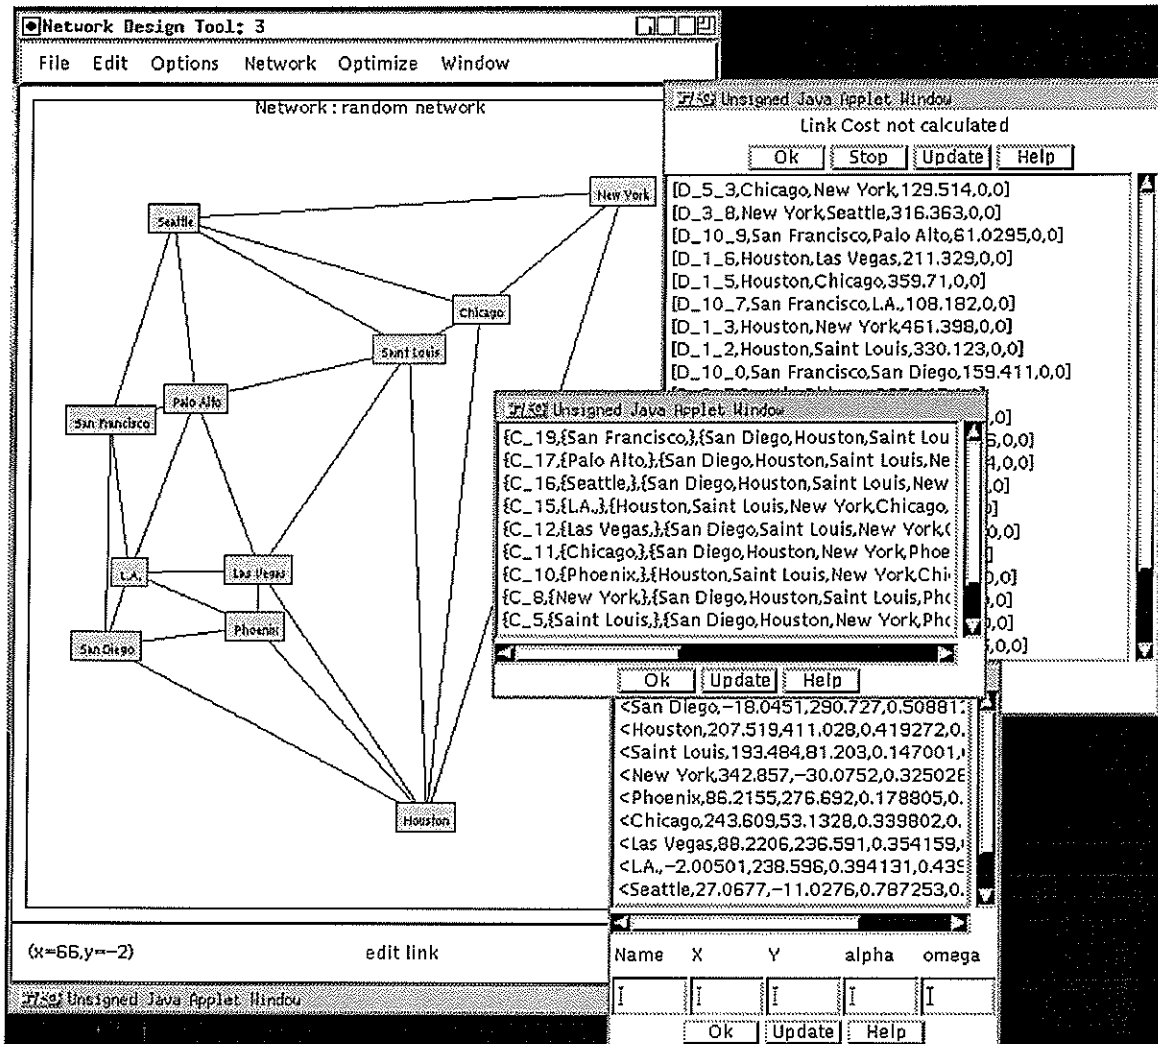 Network Design Tool: 3
File Edit Options Network Optimize Window
Network : random network
New York
Seattle
Chicago
Saint Louis
Palo Alto
San Francisco
L.A.
Las Vegas
Phoenix
San Diego
Houston
(x=66,y=-2) edit link
Unsigned Java Applet Window
Unsigned Java Applet Window
Link Cost not calculated
Ok Stop Update Help
[D_5_3,Chicago,New York,129.514,0,0]
[D_3_8,New York,Seattle,316.363,0,0]
[D_10_9,San Francisco,Palo Alto,61.0295,0,0]
[D_1_6,Houston,Las Vegas,211.329,0,0]
[D_1_5,Houston,Chicago,359.71,0,0]
[D_10_7,San Francisco,L.A.,108.182,0,0]
[D_1_3,Houston,New York,461.398,0,0]
[D_1_2,Houston,Saint Louis,330.123,0,0]
[D_10_0,San Francisco,San Diego,159.411,0,0]
Unsigned Java Applet Window
{C_19,{San Francisco,},{San Diego,Houston,Saint Lou
{C_17,{Palo Alto,},{San Diego,Houston,Saint Louis,Ne
{C_16,{Seattle,},{San Diego,Houston,Saint Louis,New
{C_15,{L.A.,},{Houston,Saint Louis,New York,Chicago,
{C_12,{Las Vegas,},{San Diego,Saint Louis,New York,C
{C_11,{Chicago,},{San Diego,Houston,New York,Phoe
{C_10,{Phoenix,},{Houston,Saint Louis,New York,Chi
{C_8,{New York,},{San Diego,Houston,Saint Louis,Pho
{C_5,{Saint Louis,},{San Diego,Houston,New York,Pho
Ok Update Help
<San Diego,-18.0451,290.727,0.508812
<Houston,207.519,411.028,0.419272,0.
<Saint Louis,193.484,81.203,0.147001,
<New York,342.857,-30.0752,0.325028
<Phoenix,86.2155,276.692,0.178805,0.
<Chicago,243.609,53.1328,0.339802,0.
<Las Vegas,88.2206,236.591,0.354159,
<L.A.,-2.00501,238.596,0.394131,0.439
<Seattle,27.0677,-11.0276,0.787253,0.
Name X Y alpha omega
Ok Update Help